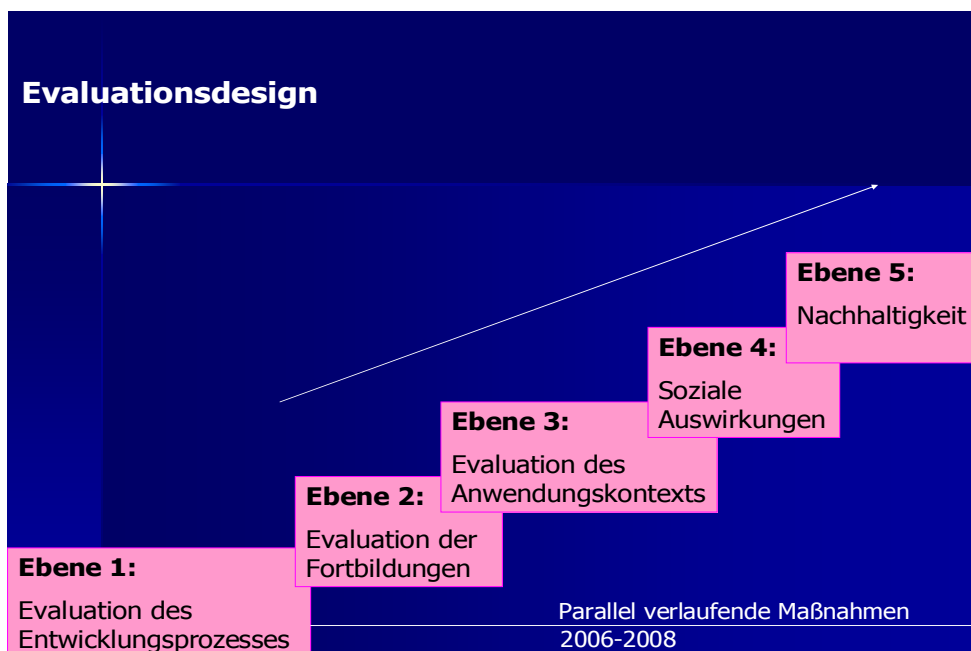 Evaluationsdesign
Ebene 5:
Nachhaltigkeit
Ebene 4:
Soziale
Auswirkungen
Ebene 3:
Evaluation des
Anwendungskontexts
Ebene 2:
Evaluation der
Fortbildungen
Ebene 1:
Evaluation des
Entwicklungsprozesses
Parallel verlaufende Maßnahmen
2006-2008